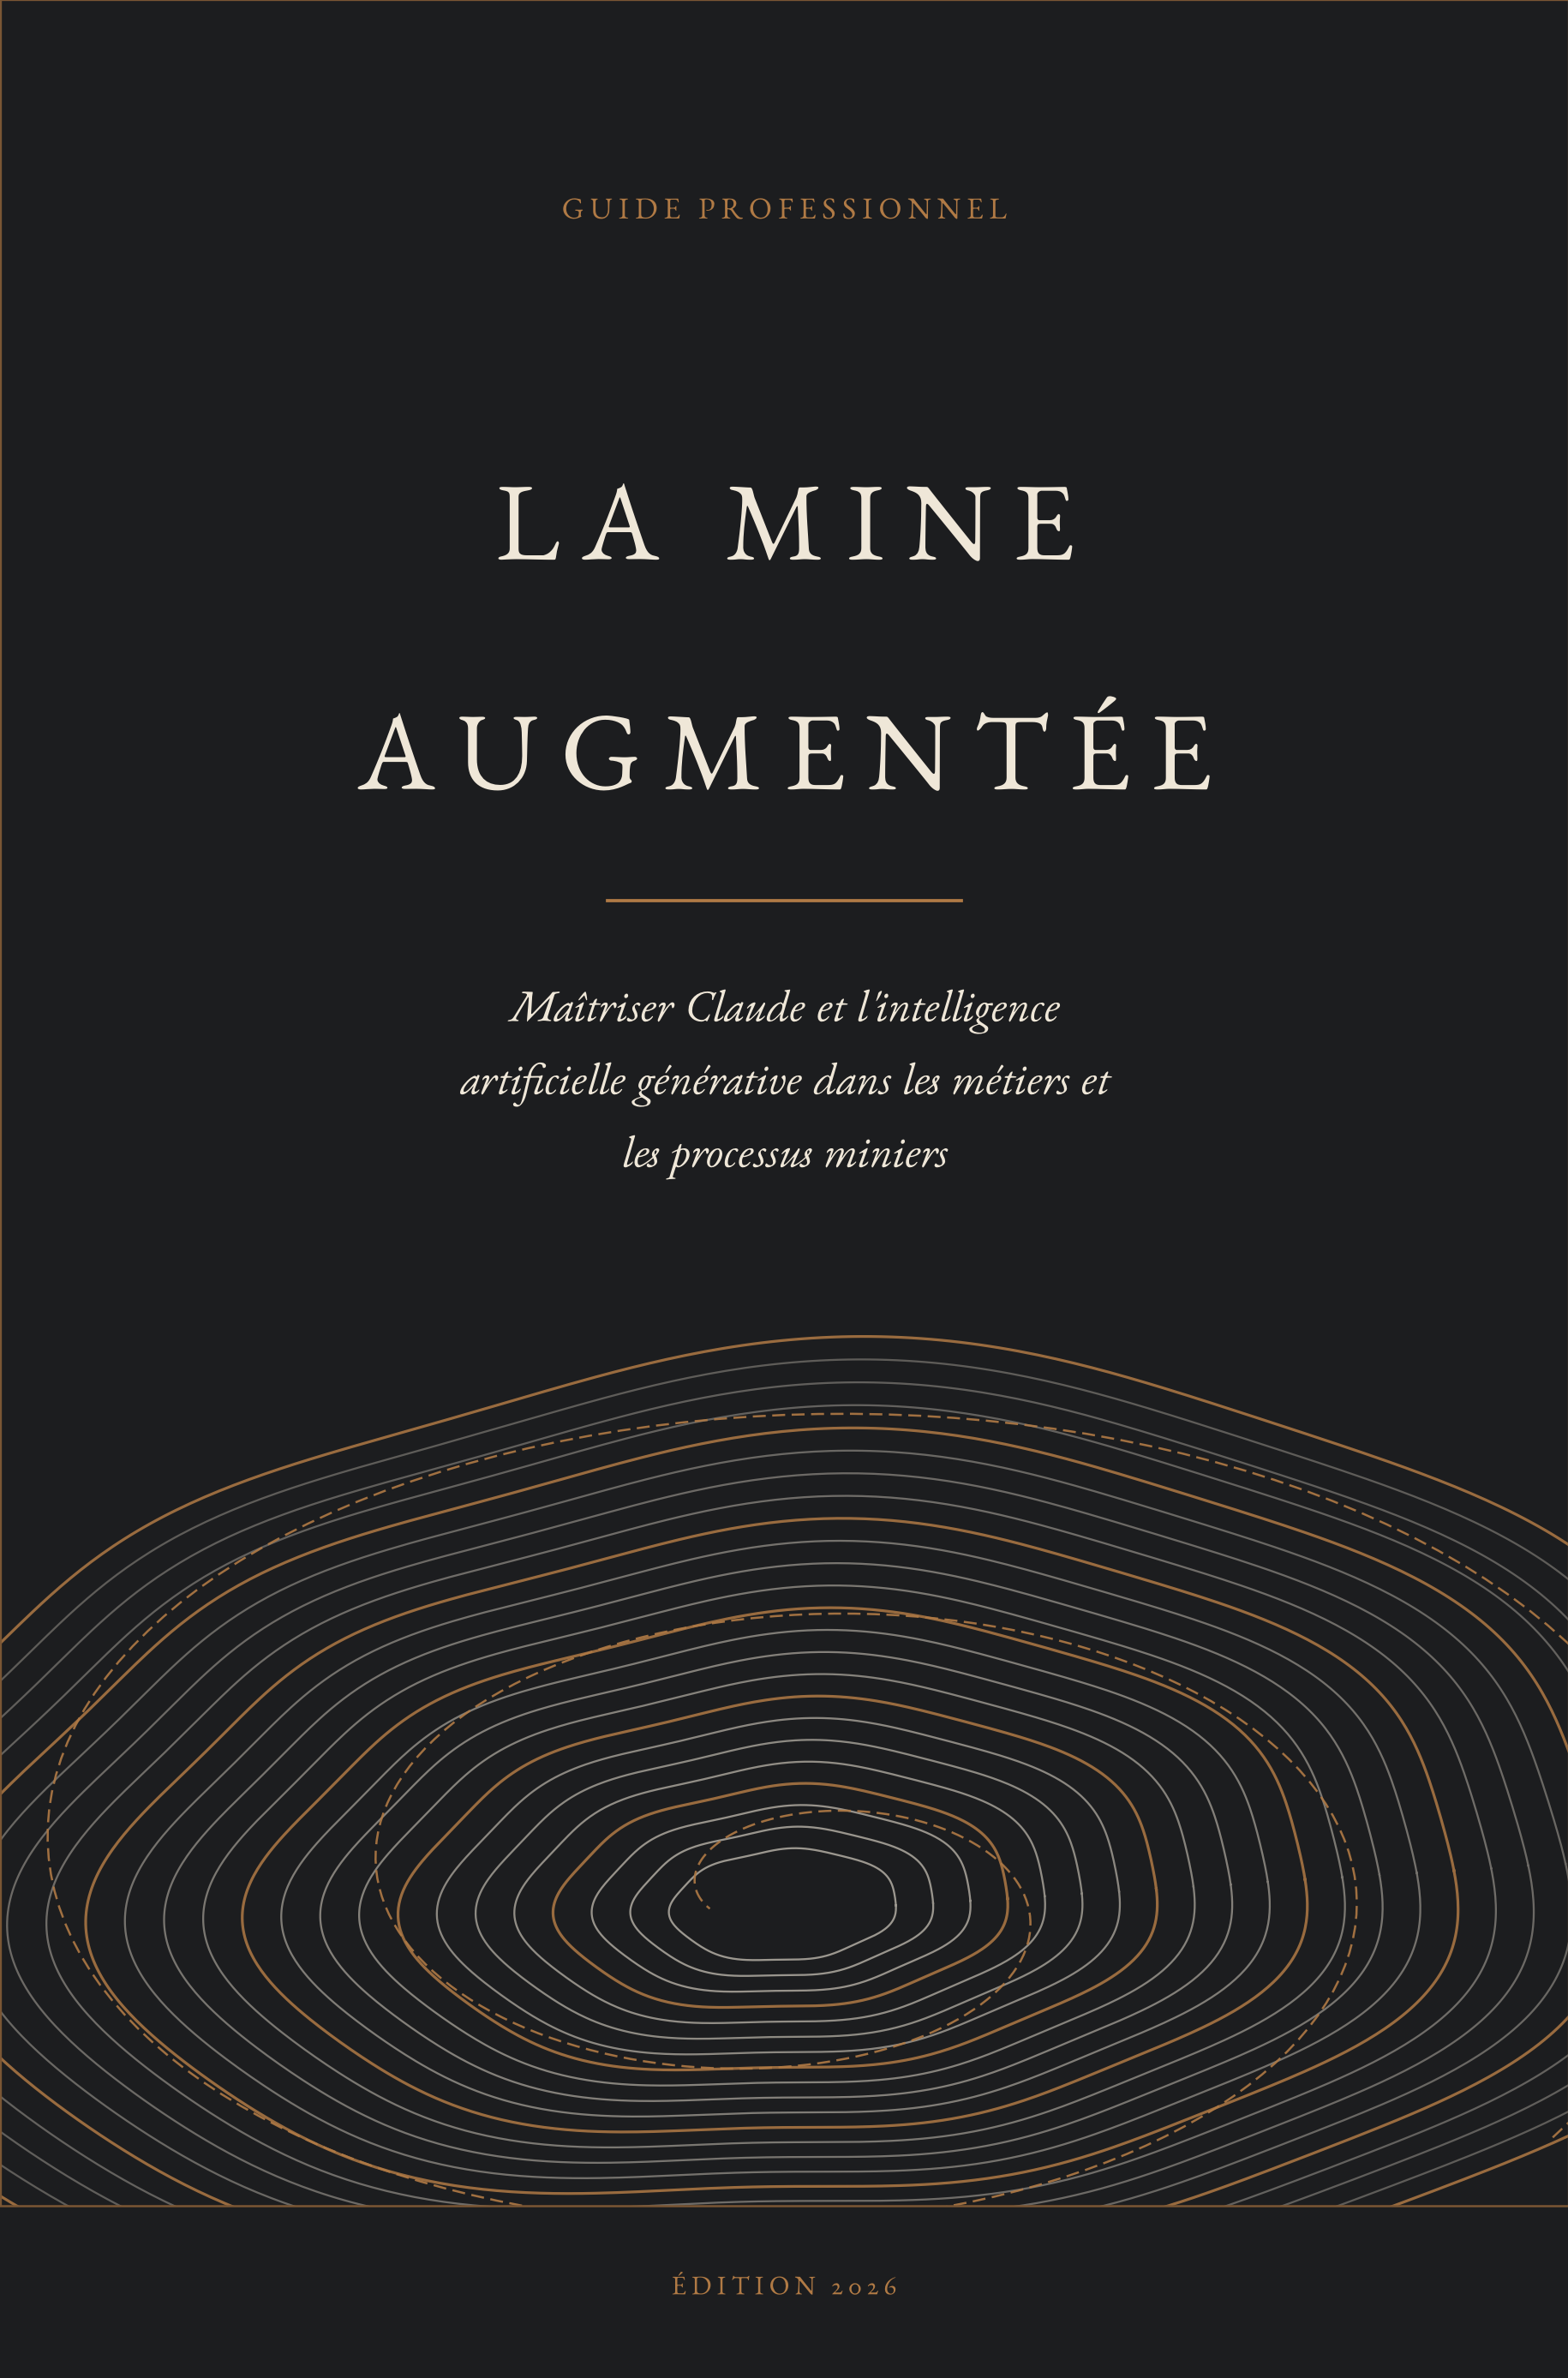 GUIDE PROFESSIONNEL
LA MINE
AUGMENTÉE
Maîtriser Claude et l'intelligence
artificielle générative dans les métiers et
les processus miniers
ÉDITION 2026